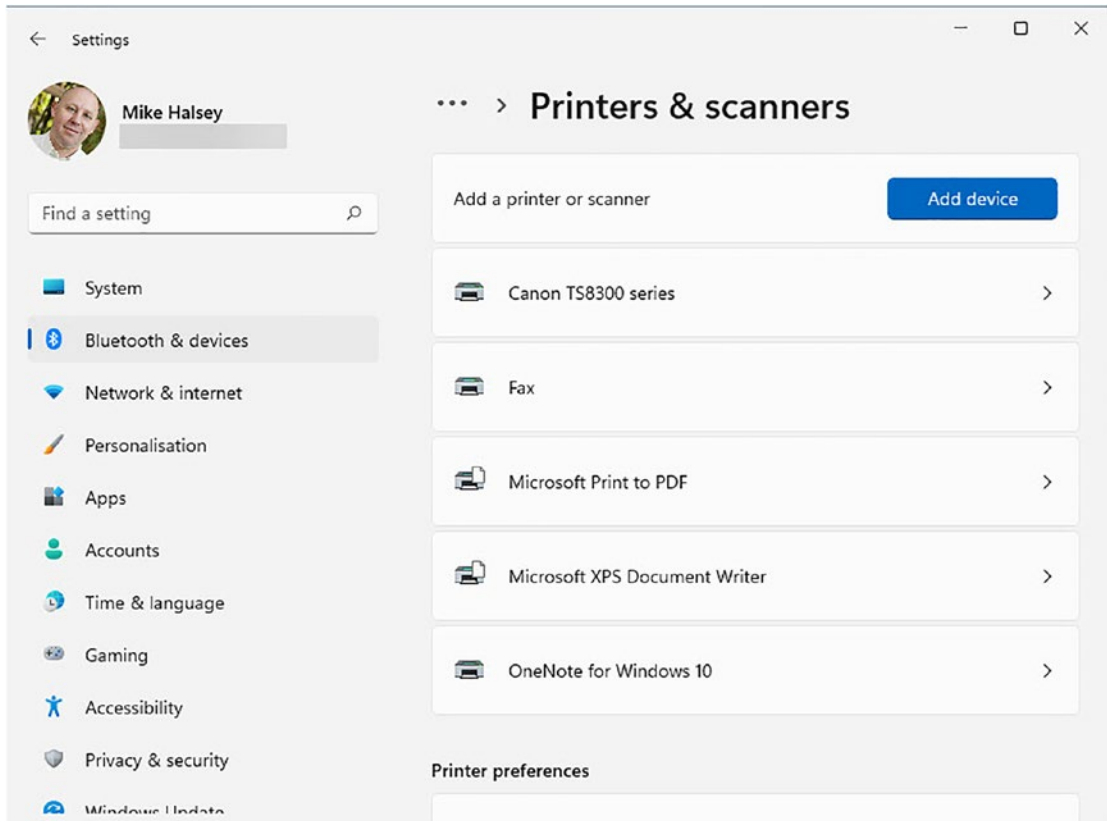 Settings
Mike Halsey
Find a setting
System
Bluetooth & devices
Network & internet
Personalisation
Apps
Accounts
Time & language
Gaming
Accessibility
Privacy & security
Windows Update
··· > Printers & scanners
Add a printer or scanner
Add device
Canon TS8300 series
Fax
Microsoft Print to PDF
Microsoft XPS Document Writer
OneNote for Windows 10
Printer preferences